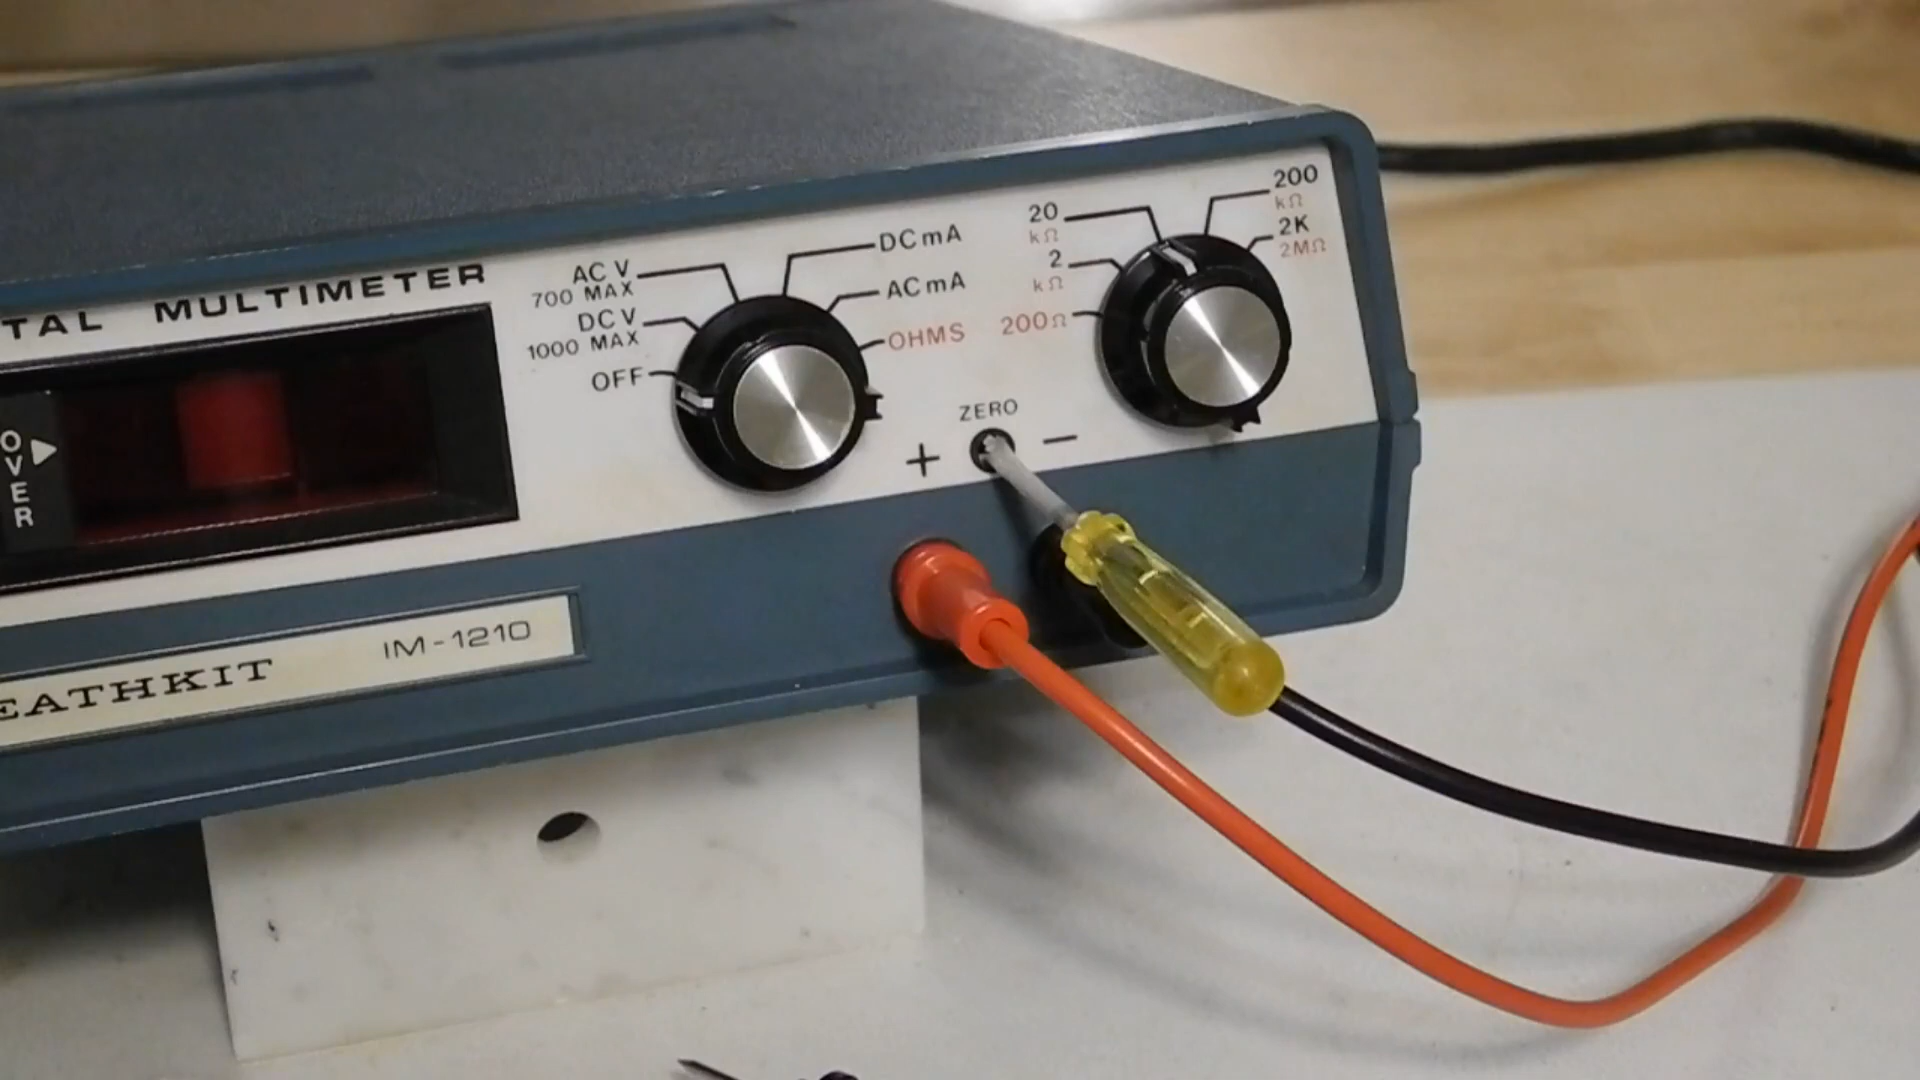 TAL MULTIMETER
OVER
AC V
700 MAX
DC V
1000 MAX
OFF
DC mA
AC mA
OHMS
20
kΩ
2
kΩ
200Ω
200
kΩ
2K
2MΩ
ZERO
+ −
EATHKIT IM-1210